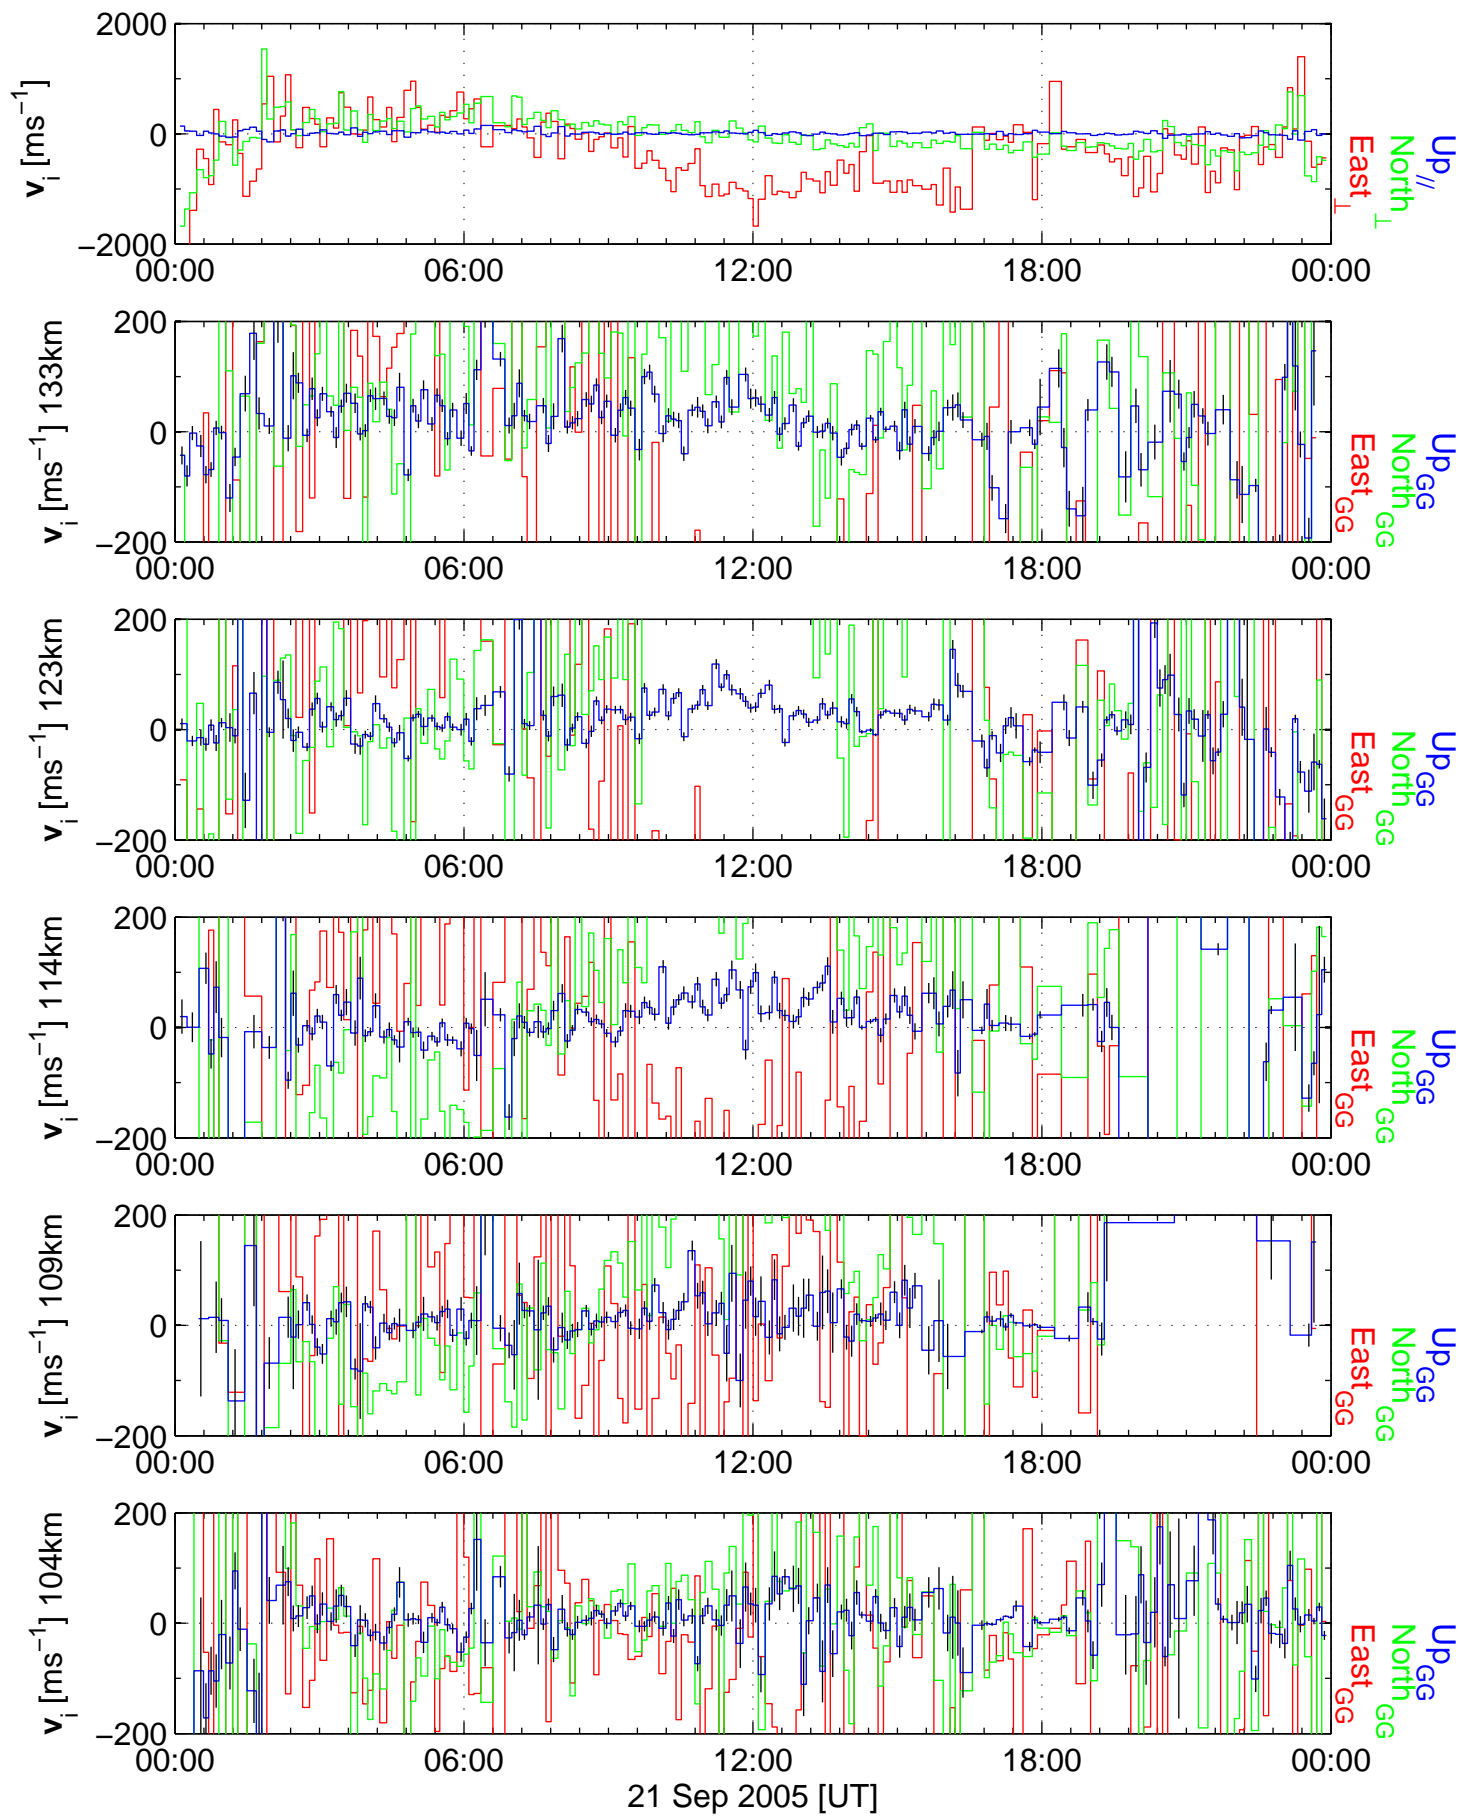 2000
0
−2000
v_i [ms^−1]
00:00 06:00 12:00 18:00 00:00
Up_//
North_⊥
East_⊥
200
0
−200
v_i [ms^−1] 133km
00:00 06:00 12:00 18:00 00:00
Up_GG
North_GG
East_GG
200
0
−200
v_i [ms^−1] 123km
00:00 06:00 12:00 18:00 00:00
Up_GG
North_GG
East_GG
200
0
−200
v_i [ms^−1] 114km
00:00 06:00 12:00 18:00 00:00
Up_GG
North_GG
East_GG
200
0
−200
v_i [ms^−1] 109km
00:00 06:00 12:00 18:00 00:00
Up_GG
North_GG
East_GG
200
0
−200
v_i [ms^−1] 104km
00:00 06:00 12:00 18:00 00:00
Up_GG
North_GG
East_GG
21 Sep 2005 [UT]